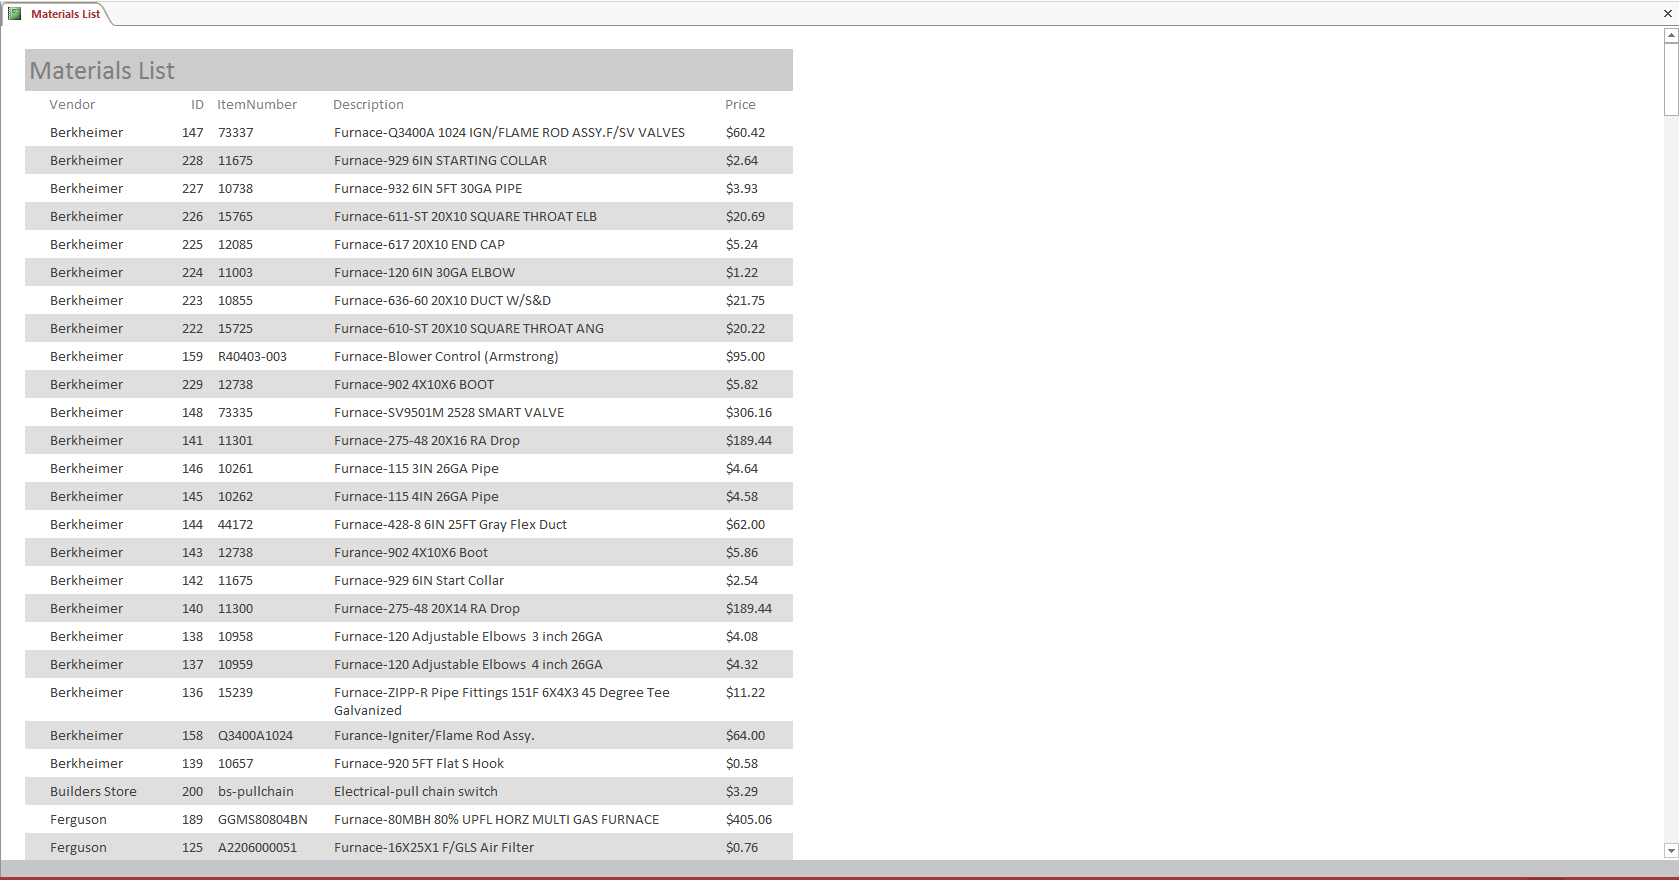 Materials List
Materials List
Vendor ID ItemNumber Description Price
Berkheimer 147 73337 Furnace-Q3400A 1024 IGN/FLAME ROD ASSY.F/SV VALVES $60.42
Berkheimer 228 11675 Furnace-929 6IN STARTING COLLAR $2.64
Berkheimer 227 10738 Furnace-932 6IN 5FT 30GA PIPE $3.93
Berkheimer 226 15765 Furnace-611-ST 20X10 SQUARE THROAT ELB $20.69
Berkheimer 225 12085 Furnace-617 20X10 END CAP $5.24
Berkheimer 224 11003 Furnace-120 6IN 30GA ELBOW $1.22
Berkheimer 223 10855 Furnace-636-60 20X10 DUCT W/S&D $21.75
Berkheimer 222 15725 Furnace-610-ST 20X10 SQUARE THROAT ANG $20.22
Berkheimer 159 R40403-003 Furnace-Blower Control (Armstrong) $95.00
Berkheimer 229 12738 Furnace-902 4X10X6 BOOT $5.82
Berkheimer 148 73335 Furnace-SV9501M 2528 SMART VALVE $306.16
Berkheimer 141 11301 Furnace-275-48 20X16 RA Drop $189.44
Berkheimer 146 10261 Furnace-115 3IN 26GA Pipe $4.64
Berkheimer 145 10262 Furnace-115 4IN 26GA Pipe $4.58
Berkheimer 144 44172 Furnace-428-8 6IN 25FT Gray Flex Duct $62.00
Berkheimer 143 12738 Furance-902 4X10X6 Boot $5.86
Berkheimer 142 11675 Furnace-929 6IN Start Collar $2.54
Berkheimer 140 11300 Furnace-275-48 20X14 RA Drop $189.44
Berkheimer 138 10958 Furnace-120 Adjustable Elbows  3 inch 26GA $4.08
Berkheimer 137 10959 Furnace-120 Adjustable Elbows  4 inch 26GA $4.32
Berkheimer 136 15239 Furnace-ZIPP-R Pipe Fittings 151F 6X4X3 45 Degree Tee $11.22
Galvanized
Berkheimer 158 Q3400A1024 Furance-Igniter/Flame Rod Assy. $64.00
Berkheimer 139 10657 Furnace-920 5FT Flat S Hook $0.58
Builders Store 200 bs-pullchain Electrical-pull chain switch $3.29
Ferguson 189 GGMS80804BN Furnace-80MBH 80% UPFL HORZ MULTI GAS FURNACE $405.06
Ferguson 125 A2206000051 Furnace-16X25X1 F/GLS Air Filter $0.76